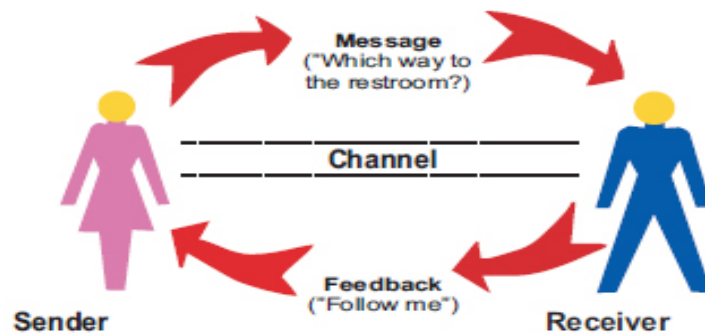 Message
("Which way to
the restroom?)
Channel
Feedback
("Follow me")
Sender
Receiver